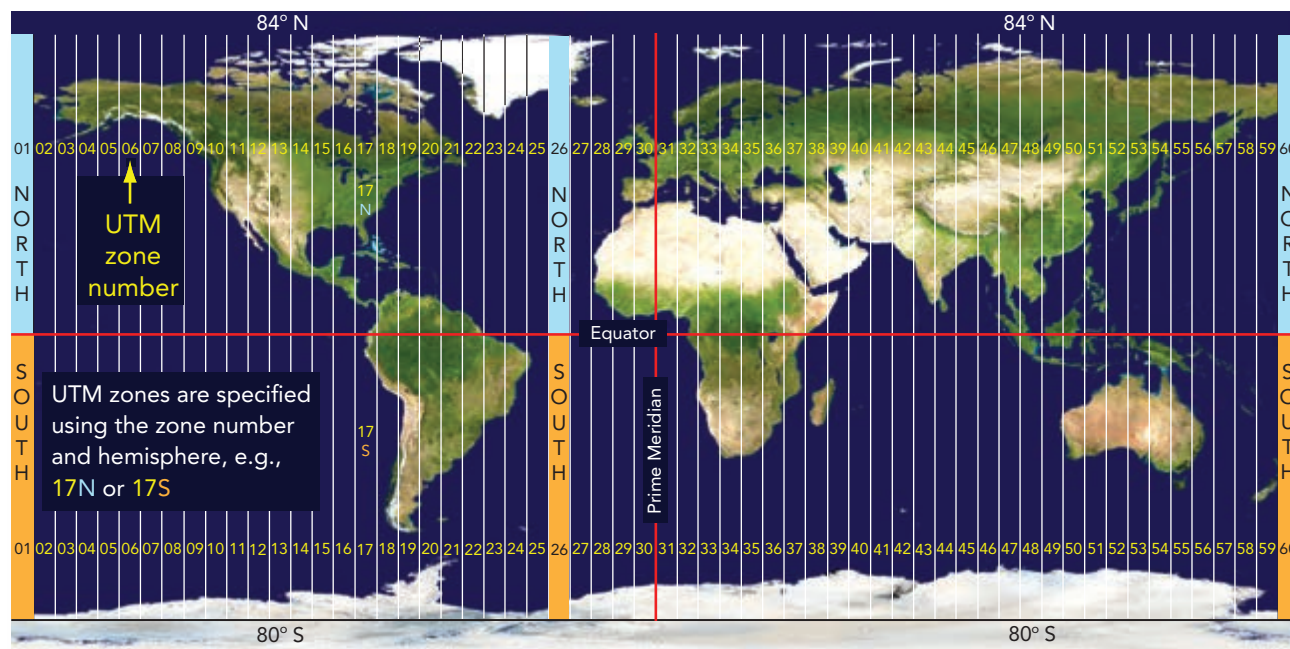 84° N 84° N
01 02 03 04 05 06 07 08 09 10 11 12 13 14 15 16 17 18 19 20 21 22 23 24 25 26 27 28 29 30 31 32 33 34 35 36 37 38 39 40 41 42 43 44 45 46 47 48 49 50 51 52 53 54 55 56 57 58 59 60
NORTH
UTM
zone
number
17
N
NORTH
NORTH
Equator
SOUTH
UTM zones are specified
using the zone number
and hemisphere, e.g.,
17N or 17S
17
S
SOUTH
Prime Meridian
SOUTH
01 02 03 04 05 06 07 08 09 10 11 12 13 14 15 16 17 18 19 20 21 22 23 24 25 26 27 28 29 30 31 32 33 34 35 36 37 38 39 40 41 42 43 44 45 46 47 48 49 50 51 52 53 54 55 56 57 58 59 60
80° S 80° S